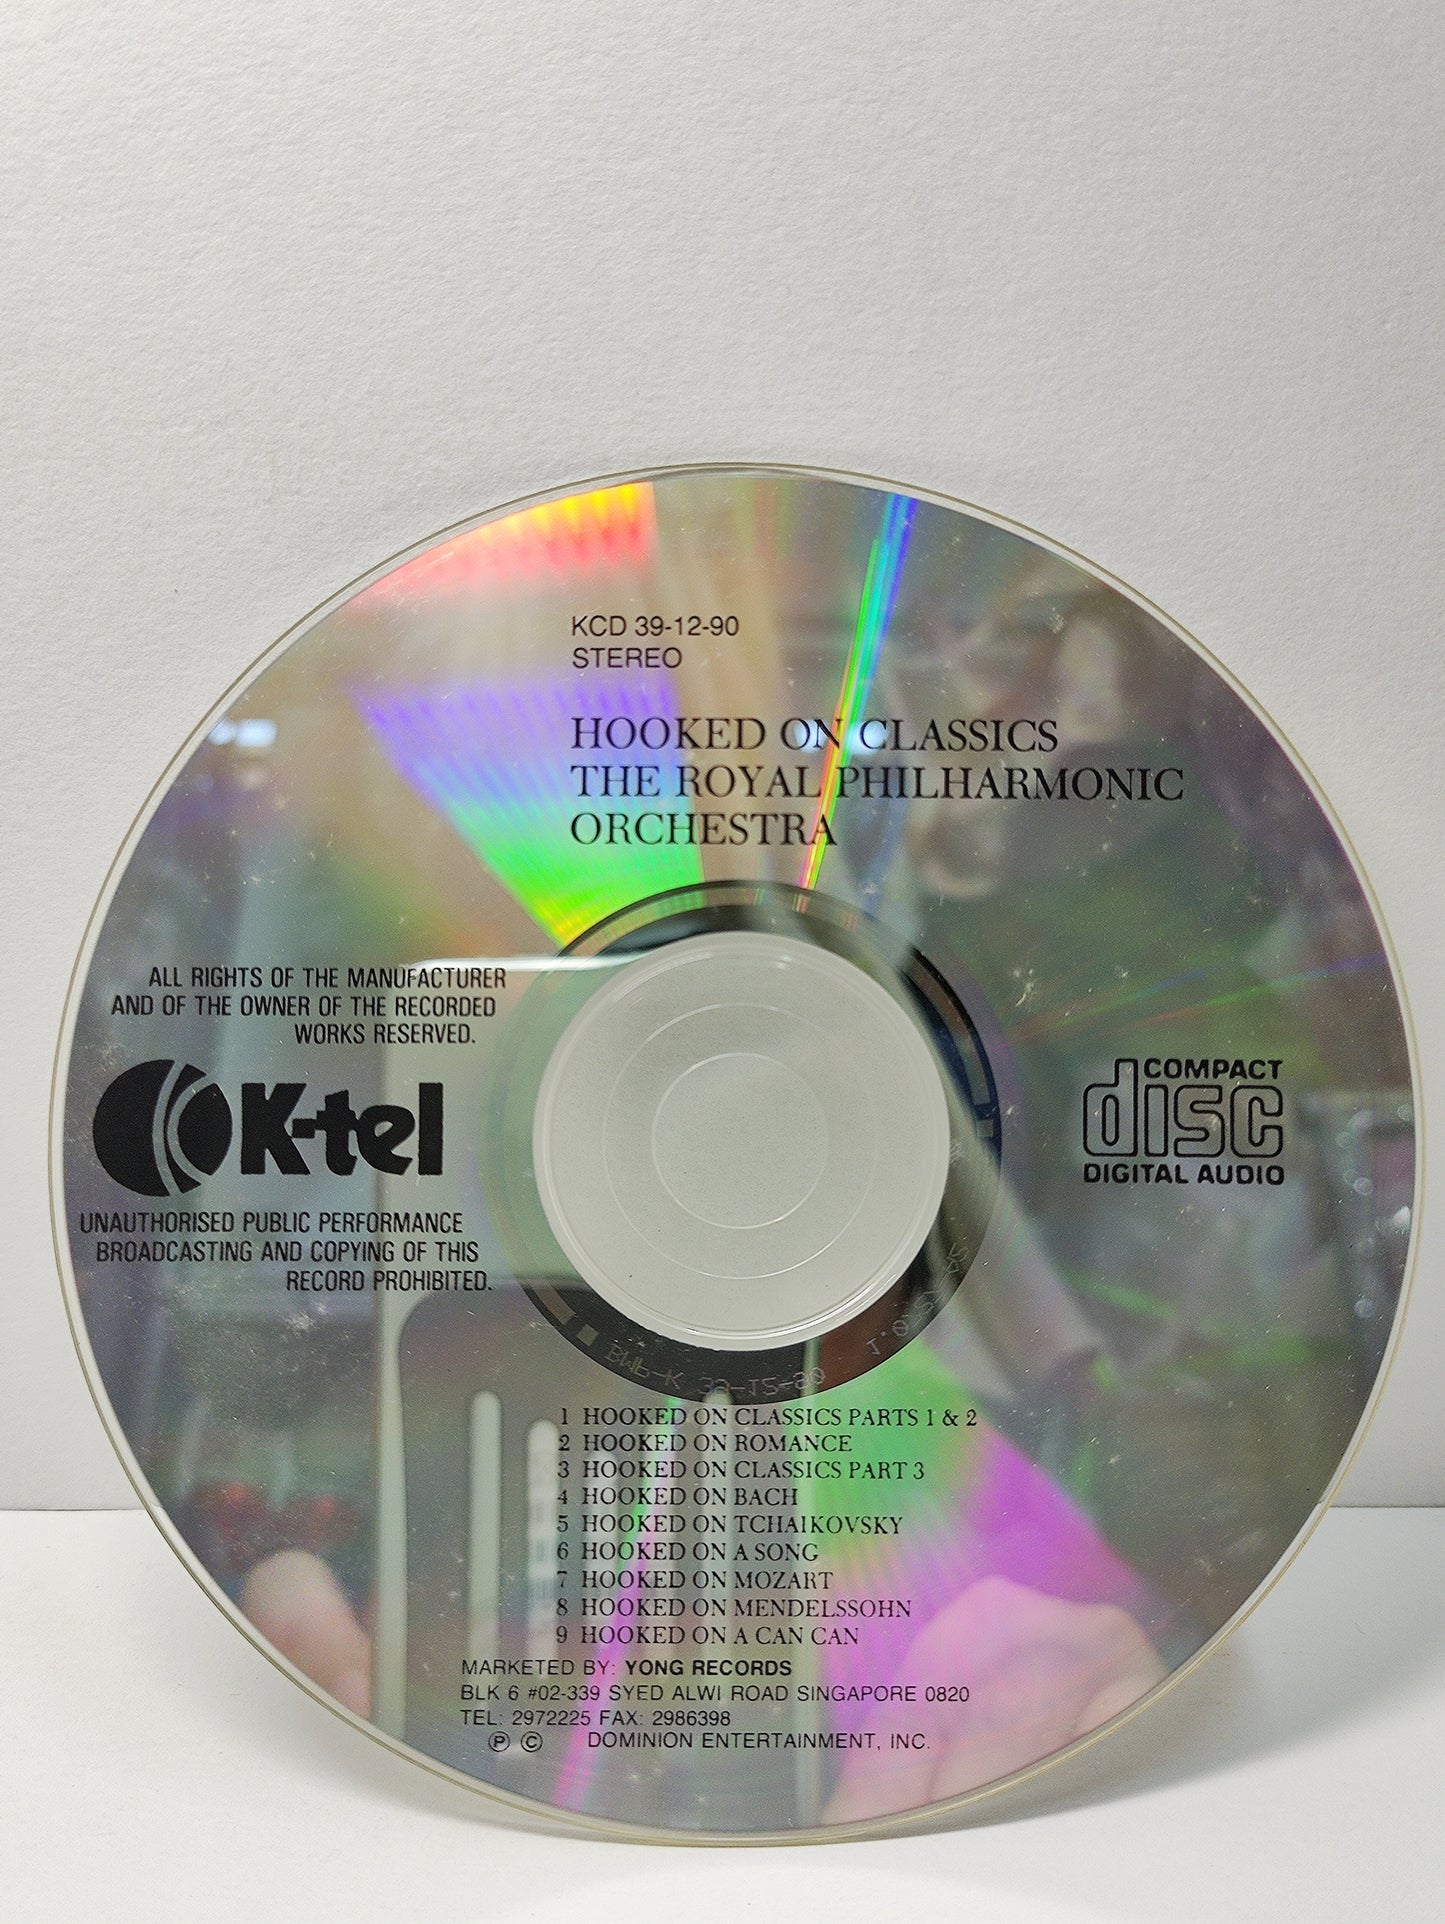 KCD 39-12-90
STEREO
HOOKED ON CLASSICS
THE ROYAL PHILHARMONIC
ORCHESTRA
ALL RIGHTS OF THE MANUFACTURER
AND OF THE OWNER OF THE RECORDED
WORKS RESERVED.
K-tel
UNAUTHORISED PUBLIC PERFORMANCE
BROADCASTING AND COPYING OF THIS
RECORD PROHIBITED.
COMPACT
disc
DIGITAL AUDIO
1 HOOKED ON CLASSICS PARTS 1 & 2
2 HOOKED ON ROMANCE
3 HOOKED ON CLASSICS PART 3
4 HOOKED ON BACH
5 HOOKED ON TCHAIKOVSKY
6 HOOKED ON A SONG
7 HOOKED ON MOZART
8 HOOKED ON MENDELSSOHN
9 HOOKED ON A CAN CAN
MARKETED BY: YONG RECORDS
BLK 6 #02-339 SYED ALWI ROAD SINGAPORE 0820
TEL: 2972225 FAX: 2986398
Ⓟ © DOMINION ENTERTAINMENT, INC.